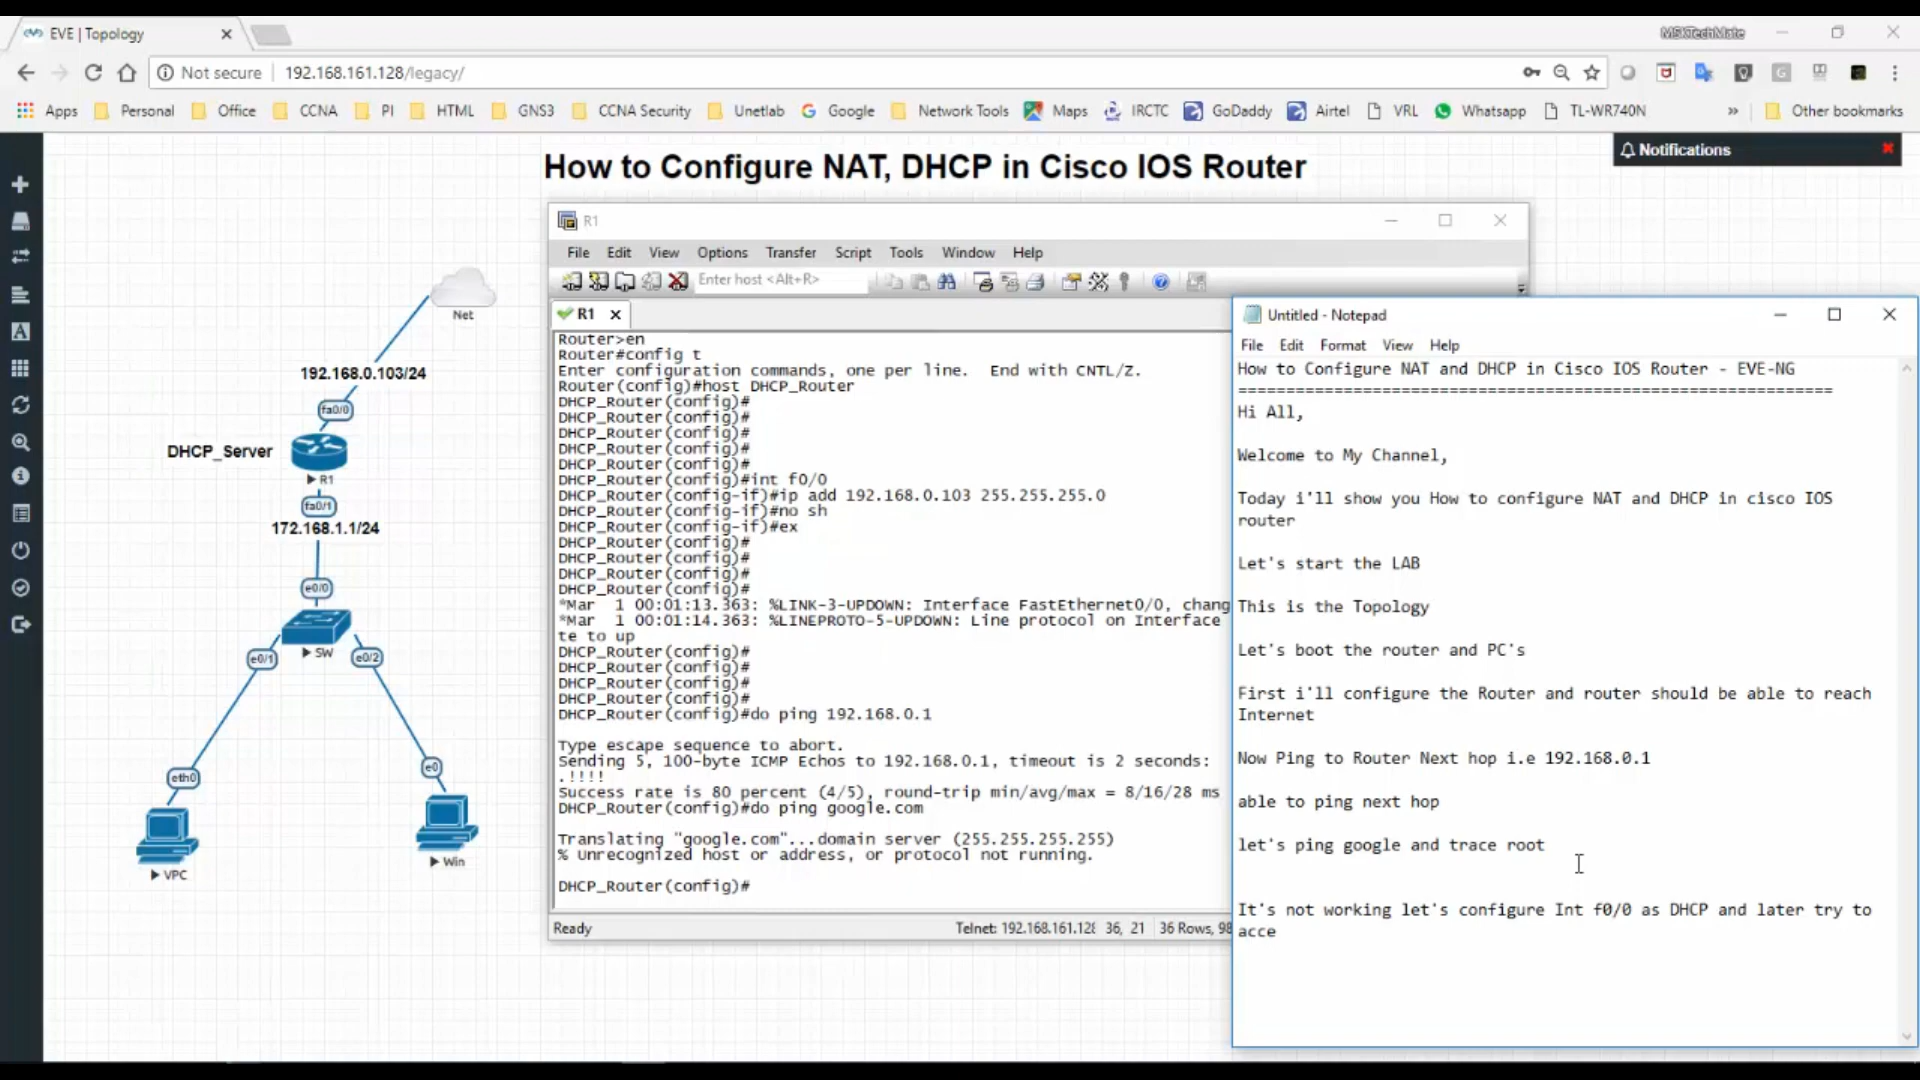 EVE | Topology
MSKTechMate
Not secure
192.168.161.128/legacy/
Apps Personal Office CCNA PI HTML GNS3 CCNA Security Unetlab Google Network Tools Maps IRCTC GoDaddy Airtel VRL Whatsapp TL-WR740N » Other bookmarks
Notifications
How to Configure NAT, DHCP in Cisco IOS Router
Net
192.168.0.103/24
fa0/0
DHCP_Server
R1
fa0/1
172.168.1.1/24
e0/0
SW
e0/1
e0/2
eth0
e0
VPC
Win
R1
File Edit View Options Transfer Script Tools Window Help
Enter host <Alt+R>
R1
Router>en
Router#config t
Enter configuration commands, one per line. End with CNTL/Z.
Router(config)#host DHCP_Router
DHCP_Router(config)#
DHCP_Router(config)#
DHCP_Router(config)#
DHCP_Router(config)#
DHCP_Router(config)#
DHCP_Router(config)#int f0/0
DHCP_Router(config-if)#ip add 192.168.0.103 255.255.255.0
DHCP_Router(config-if)#no sh
DHCP_Router(config-if)#ex
DHCP_Router(config)#
DHCP_Router(config)#
DHCP_Router(config)#
DHCP_Router(config)#
*Mar 1 00:01:13.363: %LINK-3-UPDOWN: Interface FastEthernet0/0, chang
*Mar 1 00:01:14.363: %LINEPROTO-5-UPDOWN: Line protocol on Interface
te to up
DHCP_Router(config)#
DHCP_Router(config)#
DHCP_Router(config)#
DHCP_Router(config)#
DHCP_Router(config)#do ping 192.168.0.1
Type escape sequence to abort.
Sending 5, 100-byte ICMP Echos to 192.168.0.1, timeout is 2 seconds:
.!!!!
Success rate is 80 percent (4/5), round-trip min/avg/max = 8/16/28 ms
DHCP_Router(config)#do ping google.com
Translating "google.com"...domain server (255.255.255.255)
% Unrecognized host or address, or protocol not running.
DHCP_Router(config)#
Ready
Telnet: 192.168.161.128 36, 21 36 Rows, 98
Untitled - Notepad
File Edit Format View Help
How to Configure NAT and DHCP in Cisco IOS Router - EVE-NG
==============================================================
Hi All,
Welcome to My Channel,
Today i'll show you How to configure NAT and DHCP in cisco IOS
router
Let's start the LAB
This is the Topology
Let's boot the router and PC's
First i'll configure the Router and router should be able to reach
Internet
Now Ping to Router Next hop i.e 192.168.0.1
able to ping next hop
let's ping google and trace root
It's not working let's configure Int f0/0 as DHCP and later try to
acce